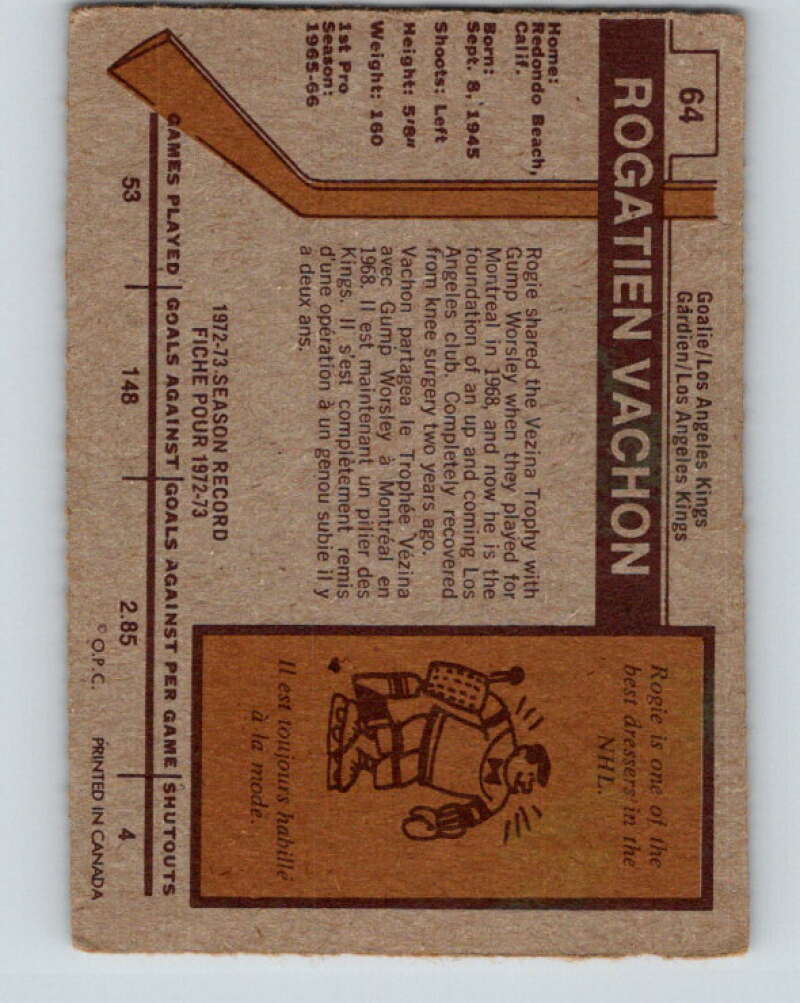 64
Goalie/Los Angeles Kings
Gardien/Los Angeles Kings
ROGATIEN VACHON
Home:
Redondo Beach,
Calif.
Born:
Sept. 8, 1945
Shoots: Left
Height: 5'8"
Weight: 160
1st Pro
Season:
1965-66
Rogie shared the Vezina Trophy with
Gump Worsley when they played for
Montreal in 1968, and now he is the
foundation of an up and coming Los
Angeles club. Completely recovered
from knee surgery two years ago.
Vachon partagea le Trophée Vézina
avec Gump Worsley à Montréal en
1968. Il est maintenant un pilier des
Kings. Il s'est complètement remis
d'une opération à un genou subie il y
a deux ans.
Rogie is one of the
best dressers in the
NHL.
Il est toujours habillé
à la mode.
1972-73 SEASON RECORD
FICHE POUR 1972-73
GAMES PLAYED GOALS AGAINST GOALS AGAINST PER GAME SHUTOUTS
53 148 2.85 4
© O.P.C. PRINTED IN CANADA